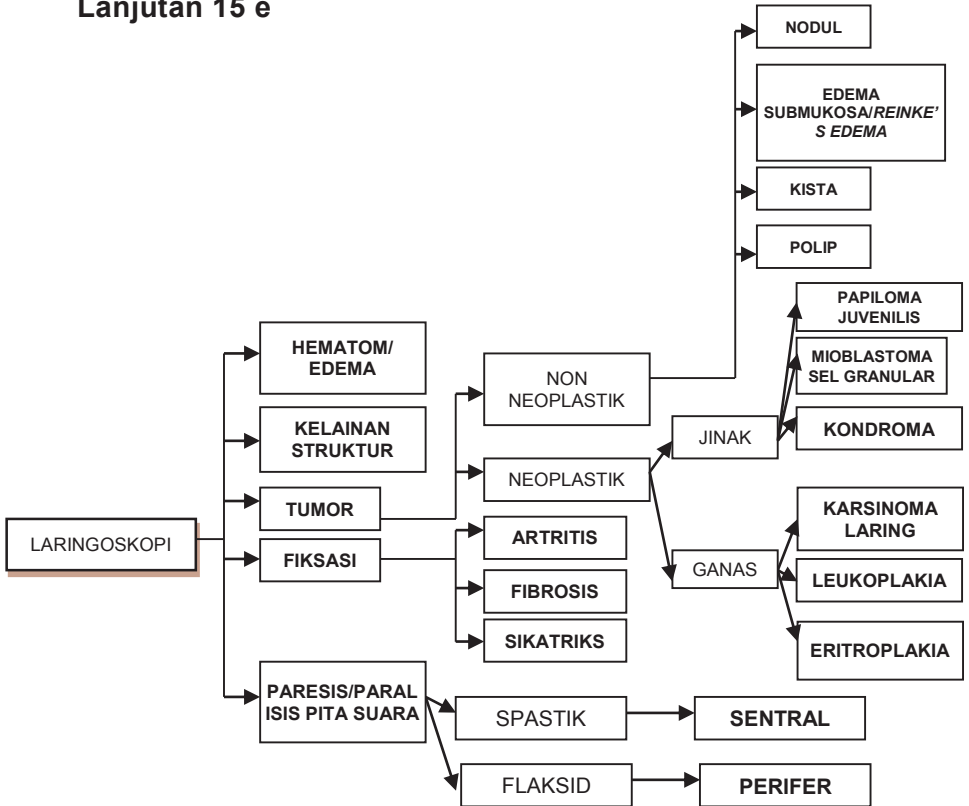 Lanjutan 15 e
NODUL
EDEMA
SUBMUKOSA/REINKE'
S EDEMA
KISTA
POLIP
PAPILOMA
JUVENILIS
MIOBLASTOMA
SEL GRANULAR
KONDROMA
HEMATOM/
EDEMA
KELAINAN
STRUKTUR
TUMOR
FIKSASI
NON
NEOPLASTIK
NEOPLASTIK
JINAK
GANAS
KARSINOMA
LARING
LEUKOPLAKIA
ERITROPLAKIA
LARINGOSKOPI
ARTRITIS
FIBROSIS
SIKATRIKS
PARESIS/PARAL
ISIS PITA SUARA
SPASTIK
SENTRAL
FLAKSID
PERIFER